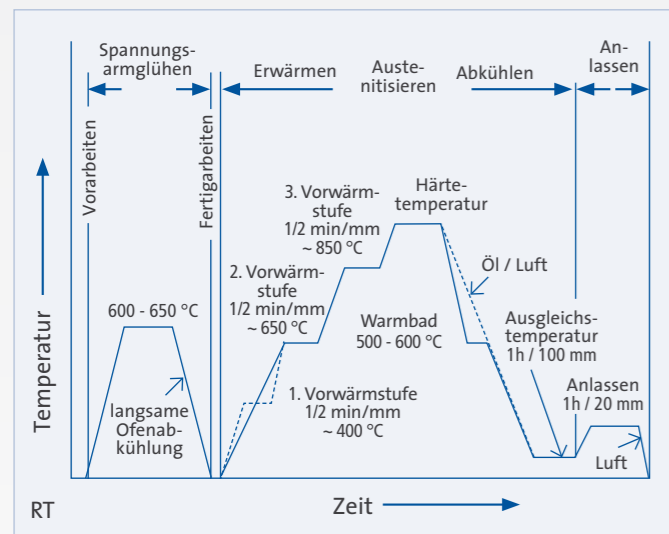 Spannungs-
armglühen
Erwärmen
Auste-
nitisieren
Abkühlen
An-
lassen
Vorarbeiten
Fertigarbeiten
Temperatur
600 - 650 °C
langsame
Ofenab-
kühlung
3. Vorwärm-
stufe
1/2 min/mm
~ 850 °C
2. Vorwärm-
stufe
1/2 min/mm
~ 650 °C
1. Vorwärmstufe
1/2 min/mm
~ 400 °C
Härte-
temperatur
Öl / Luft
Warmbad
500 - 600 °C
Ausgleichs-
temperatur
1h / 100 mm
Anlassen
1h / 20 mm
Luft
RT
Zeit